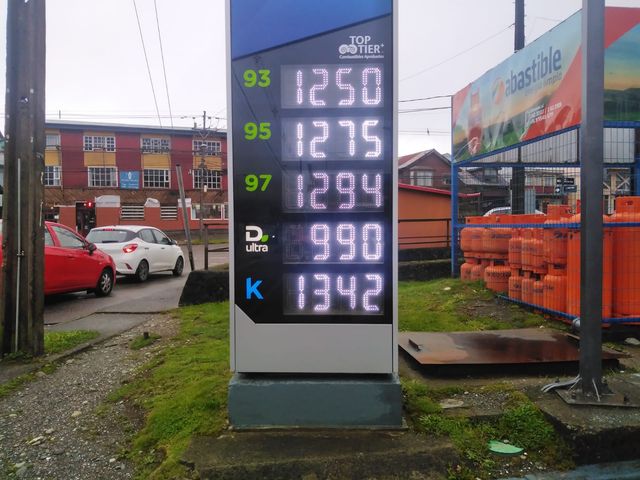 TOP
TIER
Combustibles Aprobados
93 1250
95 1275
97 1294
D ultra 990
K 1342
abastible